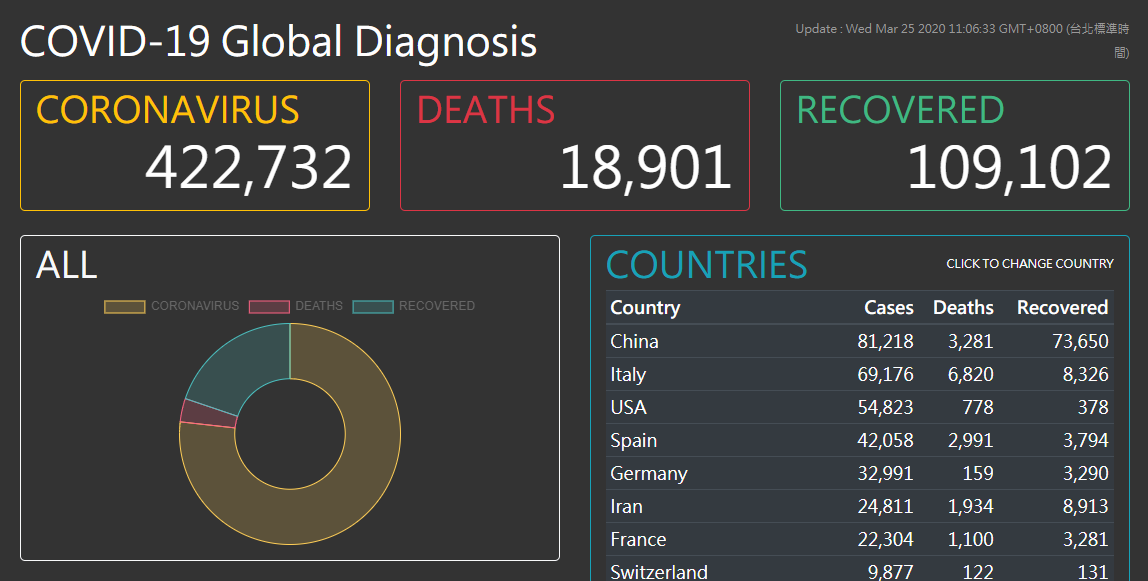 COVID-19 Global Diagnosis
Update : Wed Mar 25 2020 11:06:33 GMT+0800 (台北標準時
間)
CORONAVIRUS
422,732
DEATHS
18,901
RECOVERED
109,102
ALL
CORONAVIRUS DEATHS RECOVERED
COUNTRIES
CLICK TO CHANGE COUNTRY
Country Cases Deaths Recovered
China 81,218 3,281 73,650
Italy 69,176 6,820 8,326
USA 54,823 778 378
Spain 42,058 2,991 3,794
Germany 32,991 159 3,290
Iran 24,811 1,934 8,913
France 22,304 1,100 3,281
Switzerland 9,877 122 131